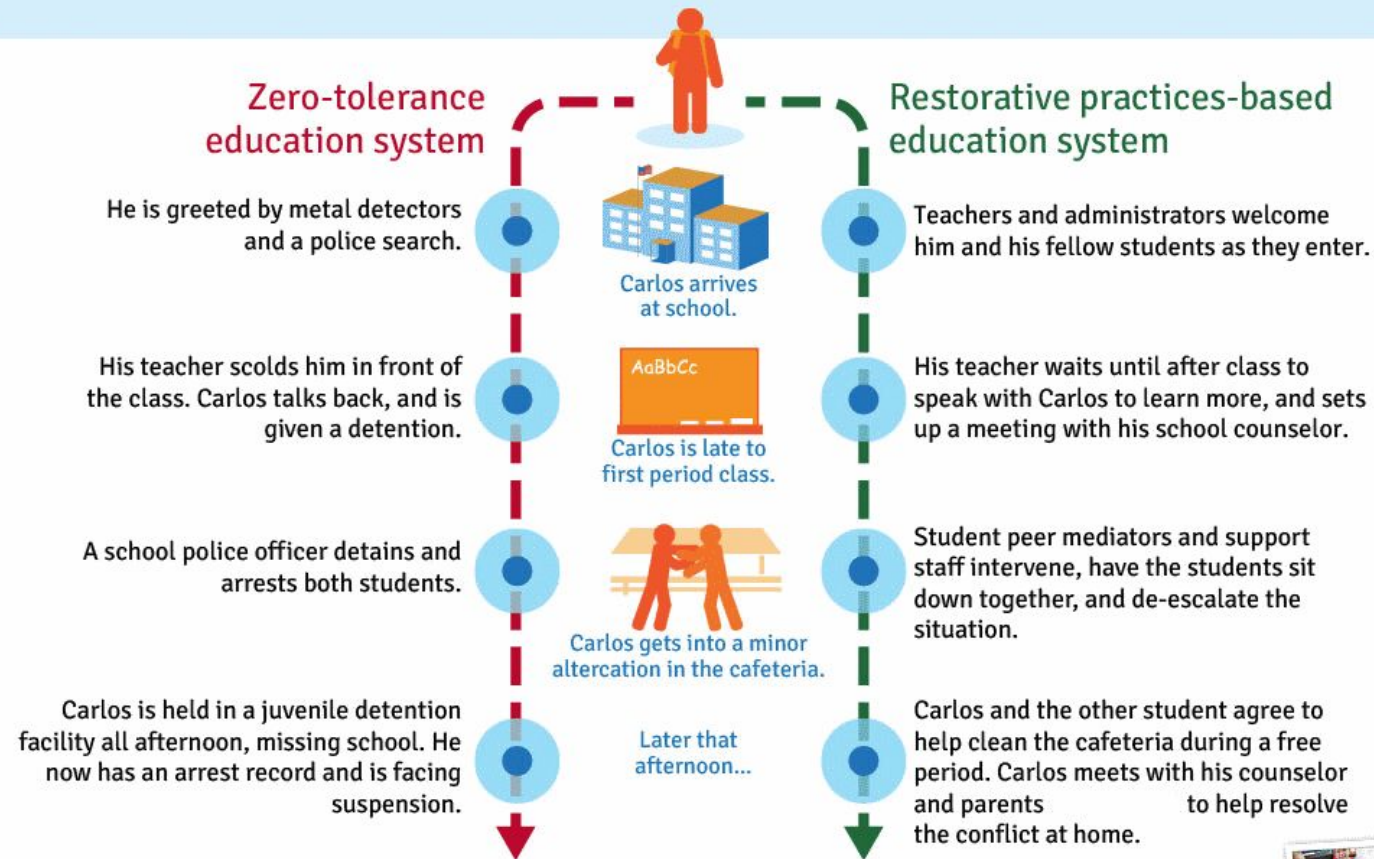 Zero-tolerance
education system
Restorative practices-based
education system
He is greeted by metal detectors
and a police search.
Carlos arrives
at school.
Teachers and administrators welcome
him and his fellow students as they enter.
His teacher scolds him in front of
the class. Carlos talks back, and is
given a detention.
AaBbCc
Carlos is late to
first period class.
His teacher waits until after class to
speak with Carlos to learn more, and sets
up a meeting with his school counselor.
A school police officer detains and
arrests both students.
Carlos gets into a minor
altercation in the cafeteria.
Student peer mediators and support
staff intervene, have the students sit
down together, and de-escalate the
situation.
Carlos is held in a juvenile detention
facility all afternoon, missing school. He
now has an arrest record and is facing
suspension.
Later that
afternoon...
Carlos and the other student agree to
help clean the cafeteria during a free
period. Carlos meets with his counselor
and parents to help resolve
the conflict at home.